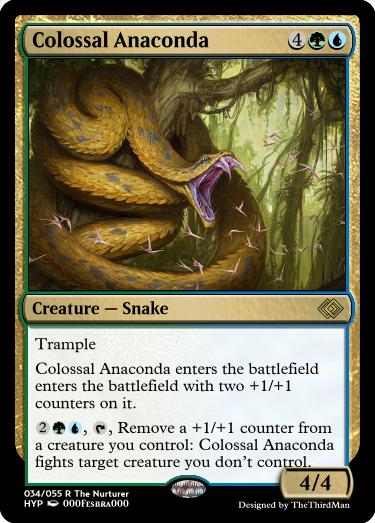 Colossal Anaconda 4
Creature — Snake
Trample
Colossal Anaconda enters the battlefield
enters the battlefield with two +1/+1
counters on it.
2 , , Remove a +1/+1 counter from
a creature you control: Colossal Anaconda
fights target creature you don't control.
4/4
034/055 R The Nurturer
HYP 000FESBRA000
Designed by TheThirdMan